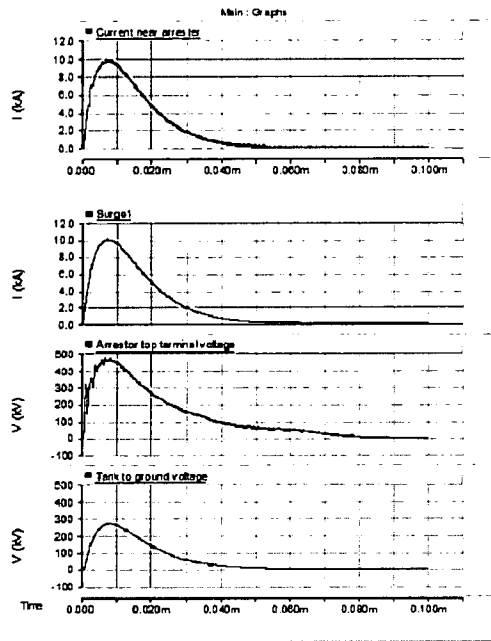 Main : Graphs
Current near arrester
I (kA)
12.0
10.0
8.0
6.0
4.0
2.0
0.0
0.000 0.020m 0.040m 0.060m 0.080m 0.100m
Surge1
I (kA)
12.0
10.0
8.0
6.0
4.0
2.0
0.0
Arrestor top terminal voltage
V (kV)
500
400
300
200
100
0
-100
Tank to ground voltage
V (kV)
500
400
300
200
100
0
-100
Time 0.000 0.020m 0.040m 0.060m 0.080m 0.100m